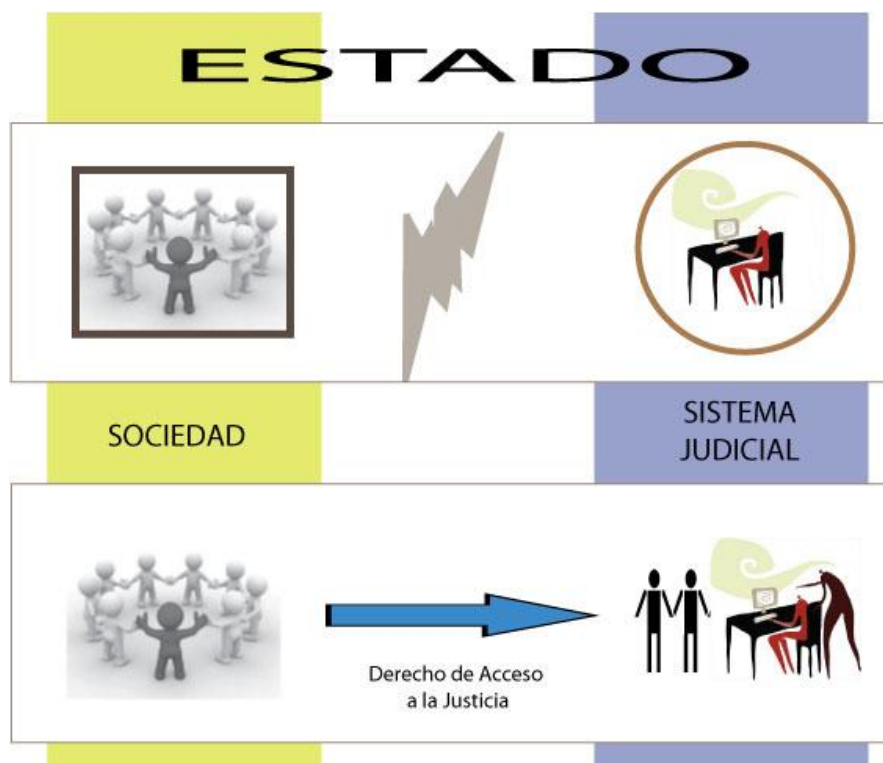 ESTADO
SOCIEDAD
SISTEMA
JUDICIAL
Derecho de Acceso
a la Justicia